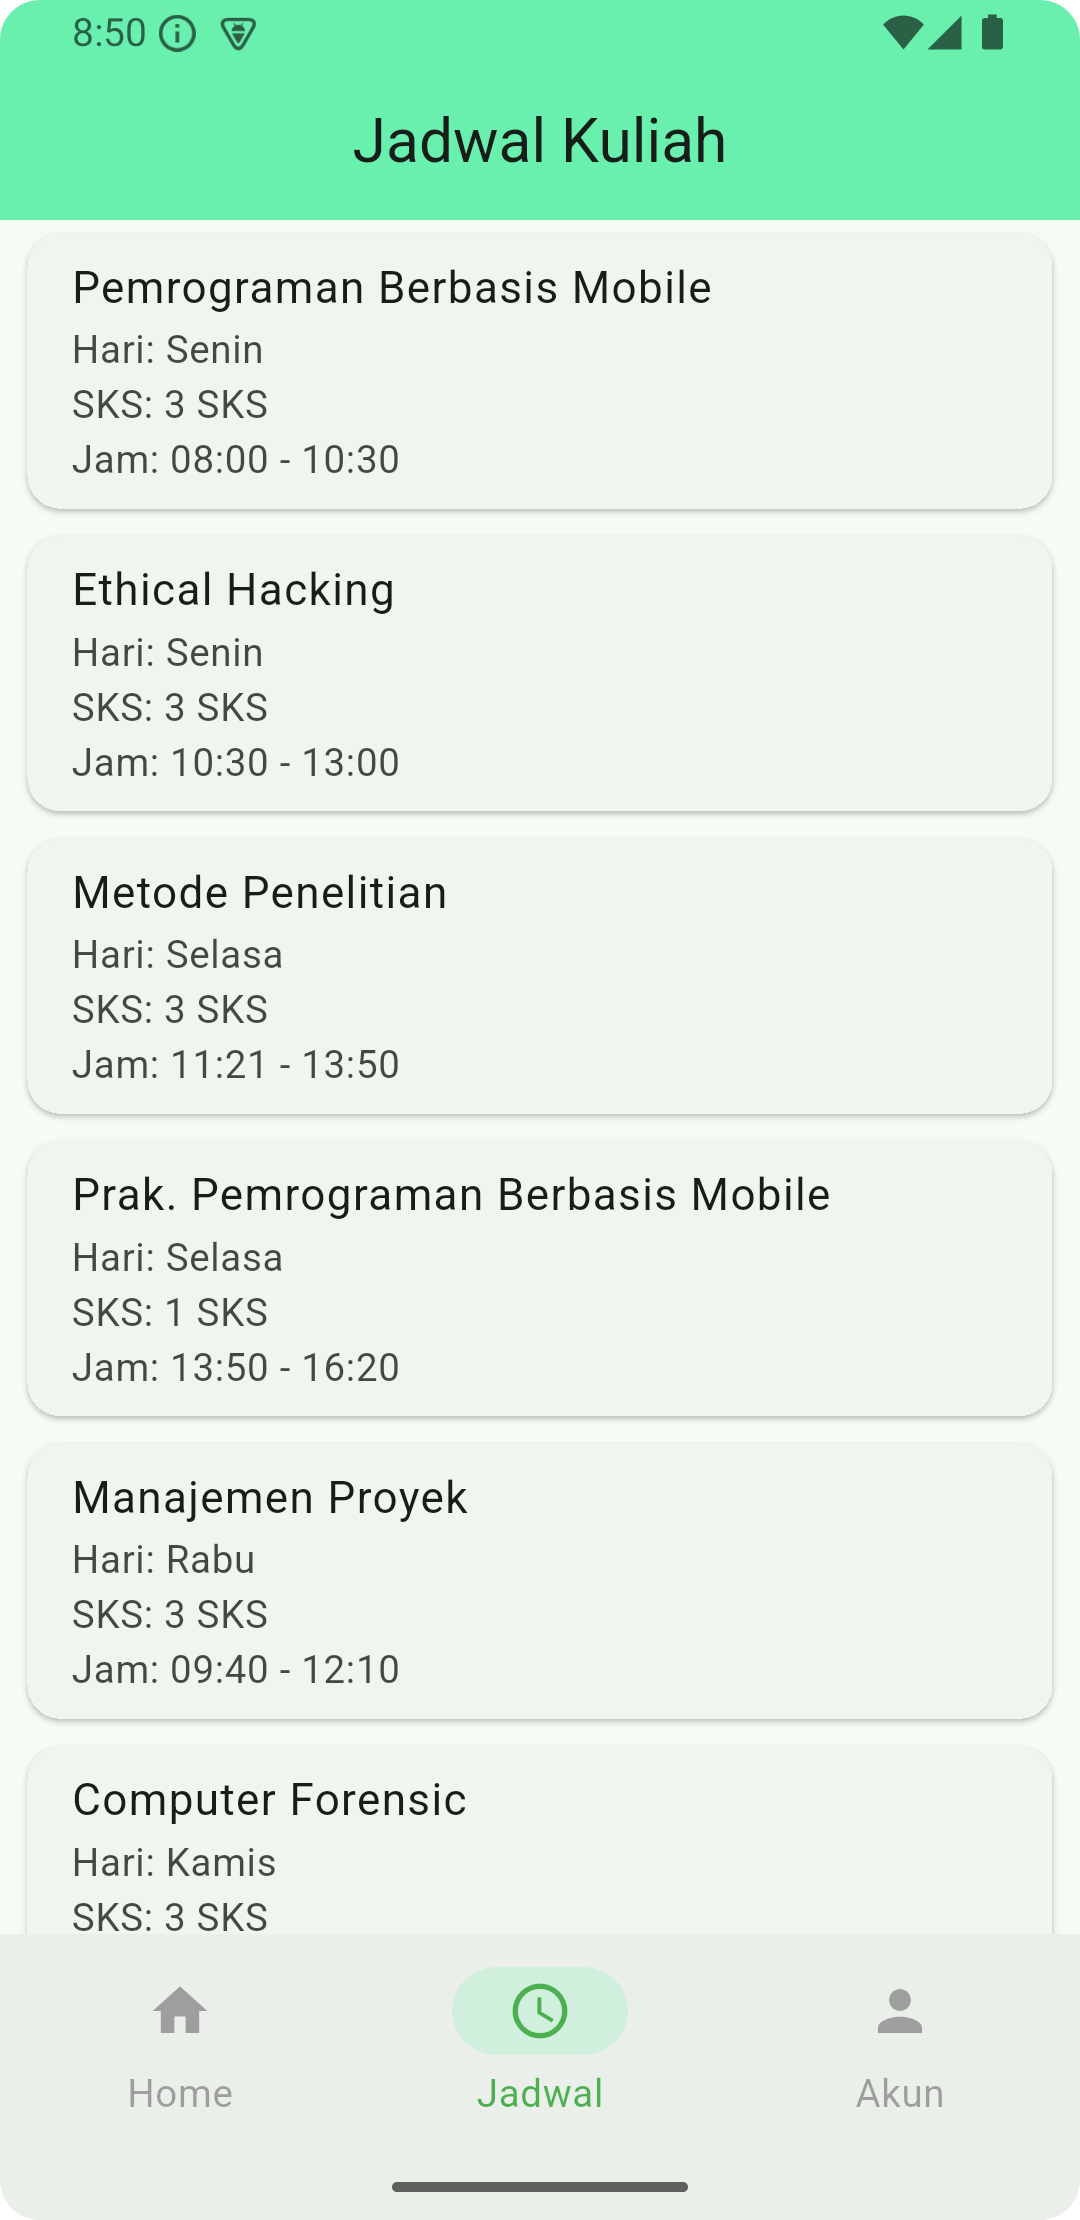 8:50
Jadwal Kuliah
Pemrograman Berbasis Mobile
Hari: Senin
SKS: 3 SKS
Jam: 08:00 - 10:30
Ethical Hacking
Hari: Senin
SKS: 3 SKS
Jam: 10:30 - 13:00
Metode Penelitian
Hari: Selasa
SKS: 3 SKS
Jam: 11:21 - 13:50
Prak. Pemrograman Berbasis Mobile
Hari: Selasa
SKS: 1 SKS
Jam: 13:50 - 16:20
Manajemen Proyek
Hari: Rabu
SKS: 3 SKS
Jam: 09:40 - 12:10
Computer Forensic
Hari: Kamis
SKS: 3 SKS
Home
Jadwal
Akun